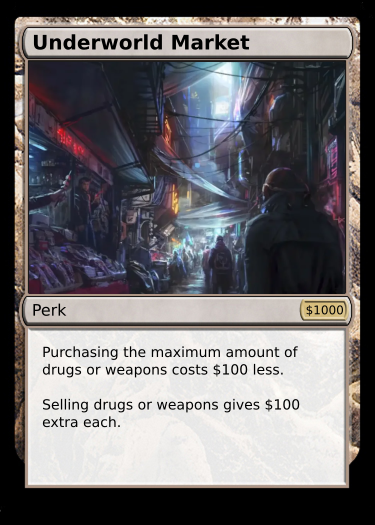 Underworld Market
Perk
$1000
Purchasing the maximum amount of
drugs or weapons costs $100 less.
Selling drugs or weapons gives $100
extra each.